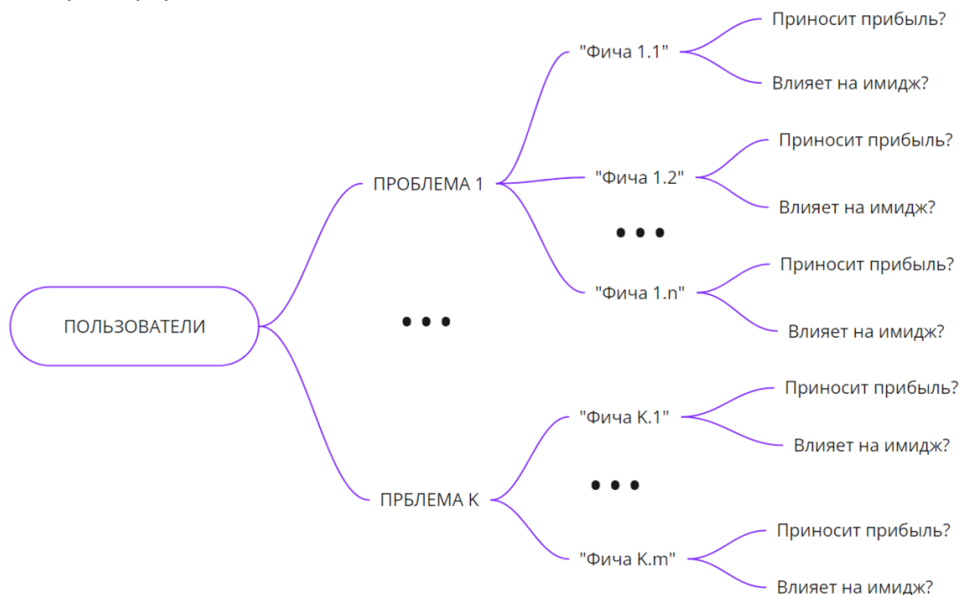 Приносит прибыль?
"Фича 1.1"
Влияет на имидж?
Приносит прибыль?
"Фича 1.2"
ПРОБЛЕМА 1
Влияет на имидж?
Приносит прибыль?
"Фича 1.n"
ПОЛЬЗОВАТЕЛИ
Влияет на имидж?
Приносит прибыль?
"Фича K.1"
Влияет на имидж?
ПРБЛЕМА K
Приносит прибыль?
"Фича K.m"
Влияет на имидж?